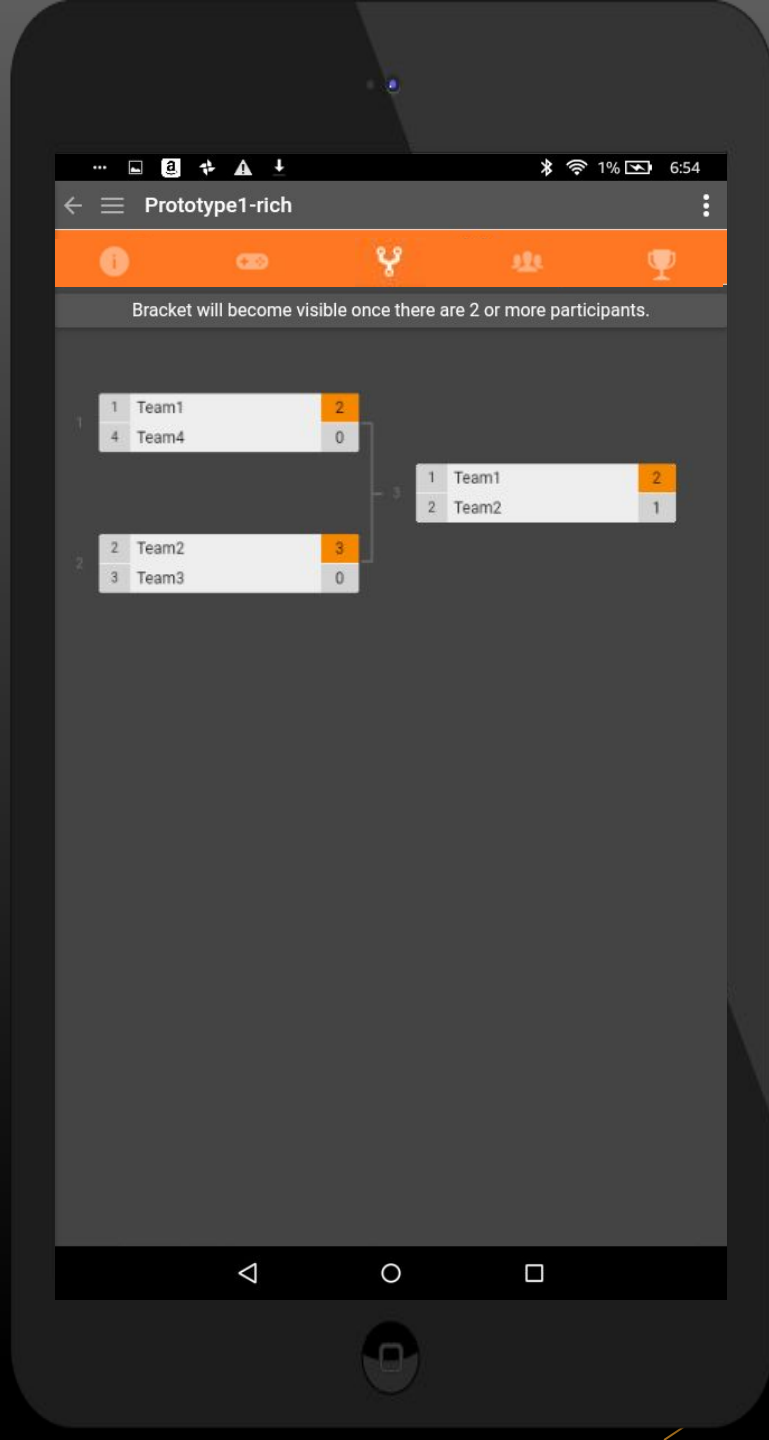 1% 6:54
Prototype1-rich
Bracket will become visible once there are 2 or more participants.
1
1 Team1 2
4 Team4 0
3
1 Team1 2
2 Team2 1
2
2 Team2 3
3 Team3 0